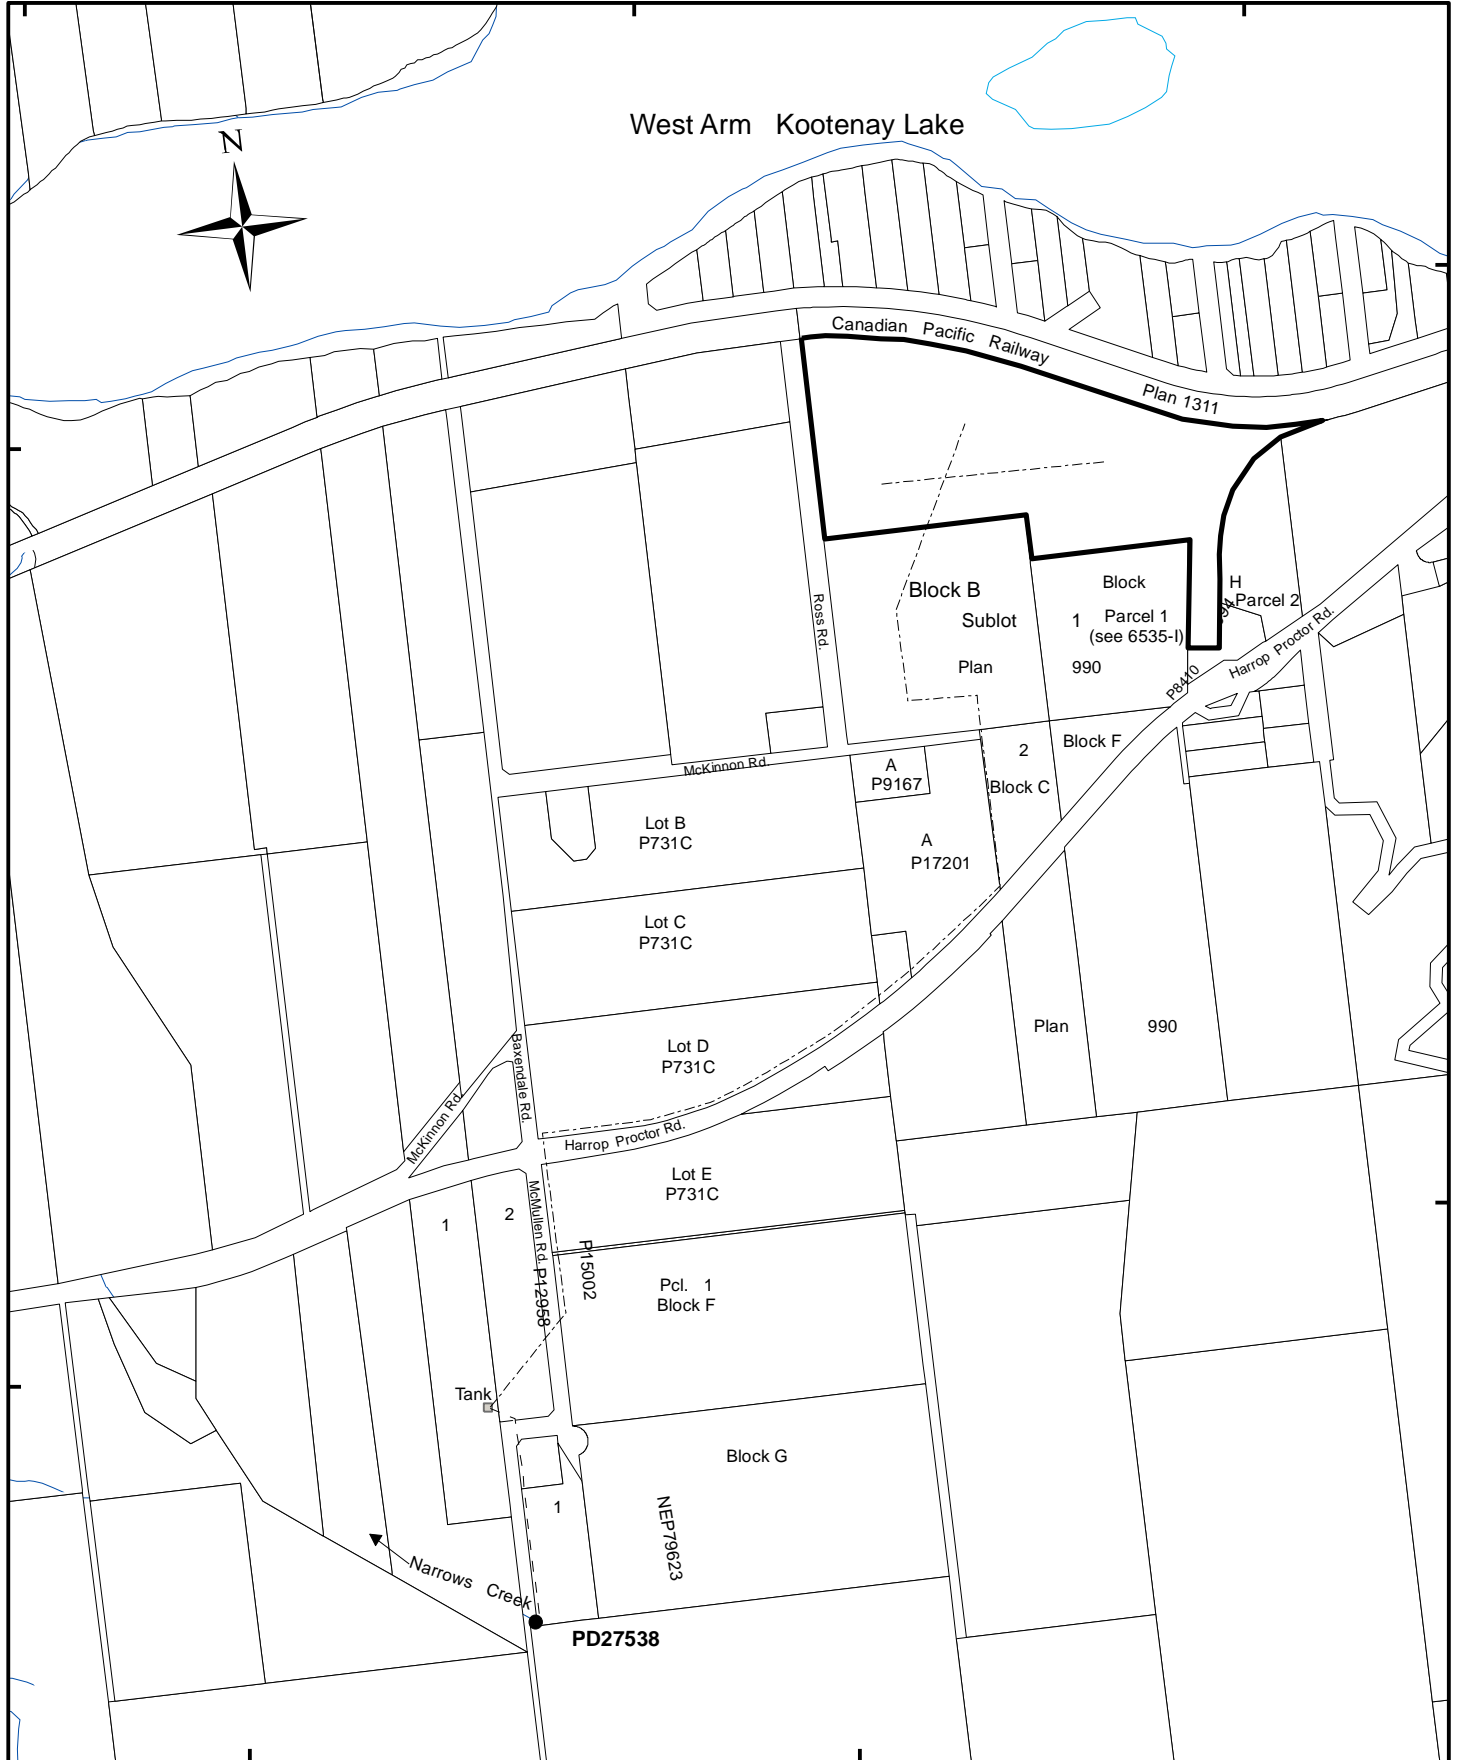 West Arm Kootenay Lake
N
Canadian Pacific Railway
Plan 1311
Block B
Block
H
Parcel 2
Ross Rd.
Sublot
1
Parcel 1
(see 6535-I)
Harrop Proctor Rd.
Plan
990
P8410
2
Block F
McKinnon Rd.
A
P9167
Block C
Lot B
P731C
A
P17201
Lot C
P731C
Plan
990
Lot D
P731C
Baxendale Rd.
McKinnon Rd.
Harrop Proctor Rd.
Lot E
P731C
1
2
McMullen Rd.
P12958
P15002
Pcl. 1
Block F
Tank
Block G
1
NEP79623
Narrows Creek
PD27538